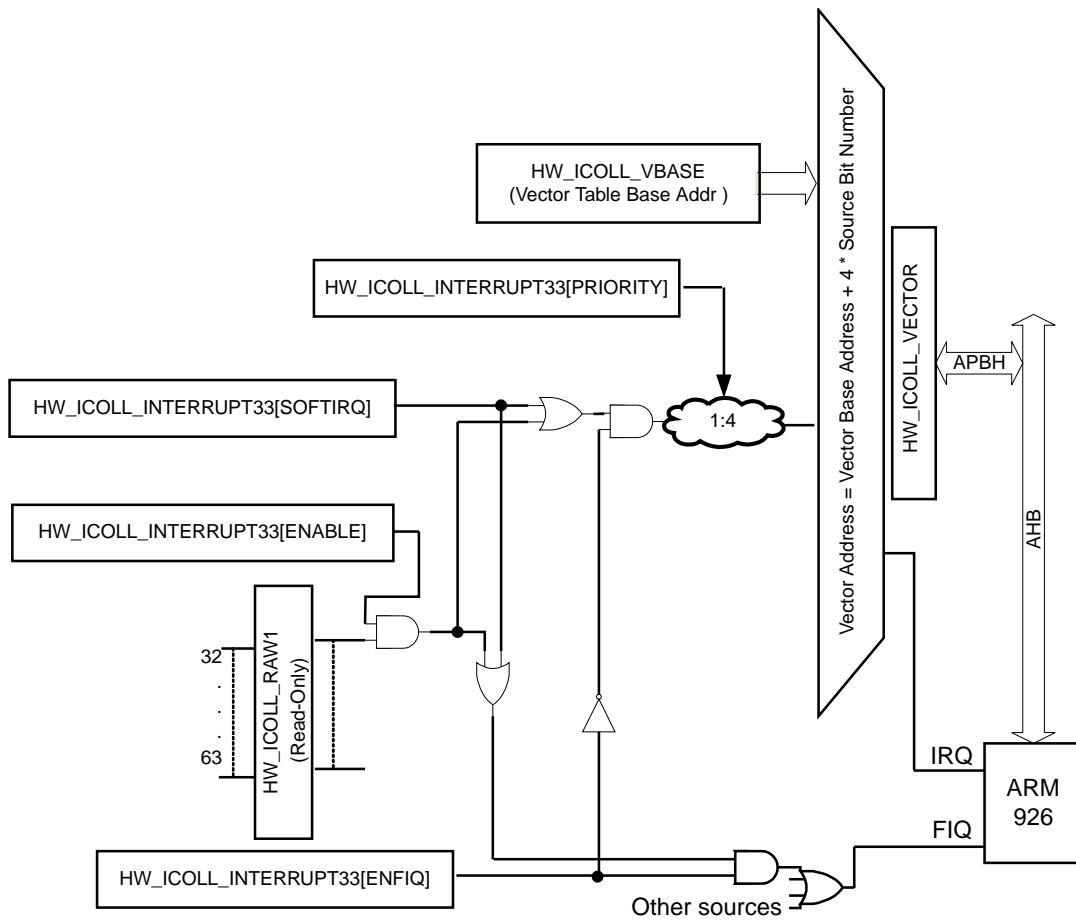 HW_ICOLL_VBASE
(Vector Table Base Addr )
HW_ICOLL_INTERRUPT33[PRIORITY]
HW_ICOLL_INTERRUPT33[SOFTIRQ]
1:4
Vector Address = Vector Base Address + 4 * Source Bit Number
HW_ICOLL_VECTOR
APBH
AHB
HW_ICOLL_INTERRUPT33[ENABLE]
32
.
.
.
63
HW_ICOLL_RAW1
(Read-Only)
IRQ
FIQ
ARM
926
HW_ICOLL_INTERRUPT33[ENFIQ]
Other sources